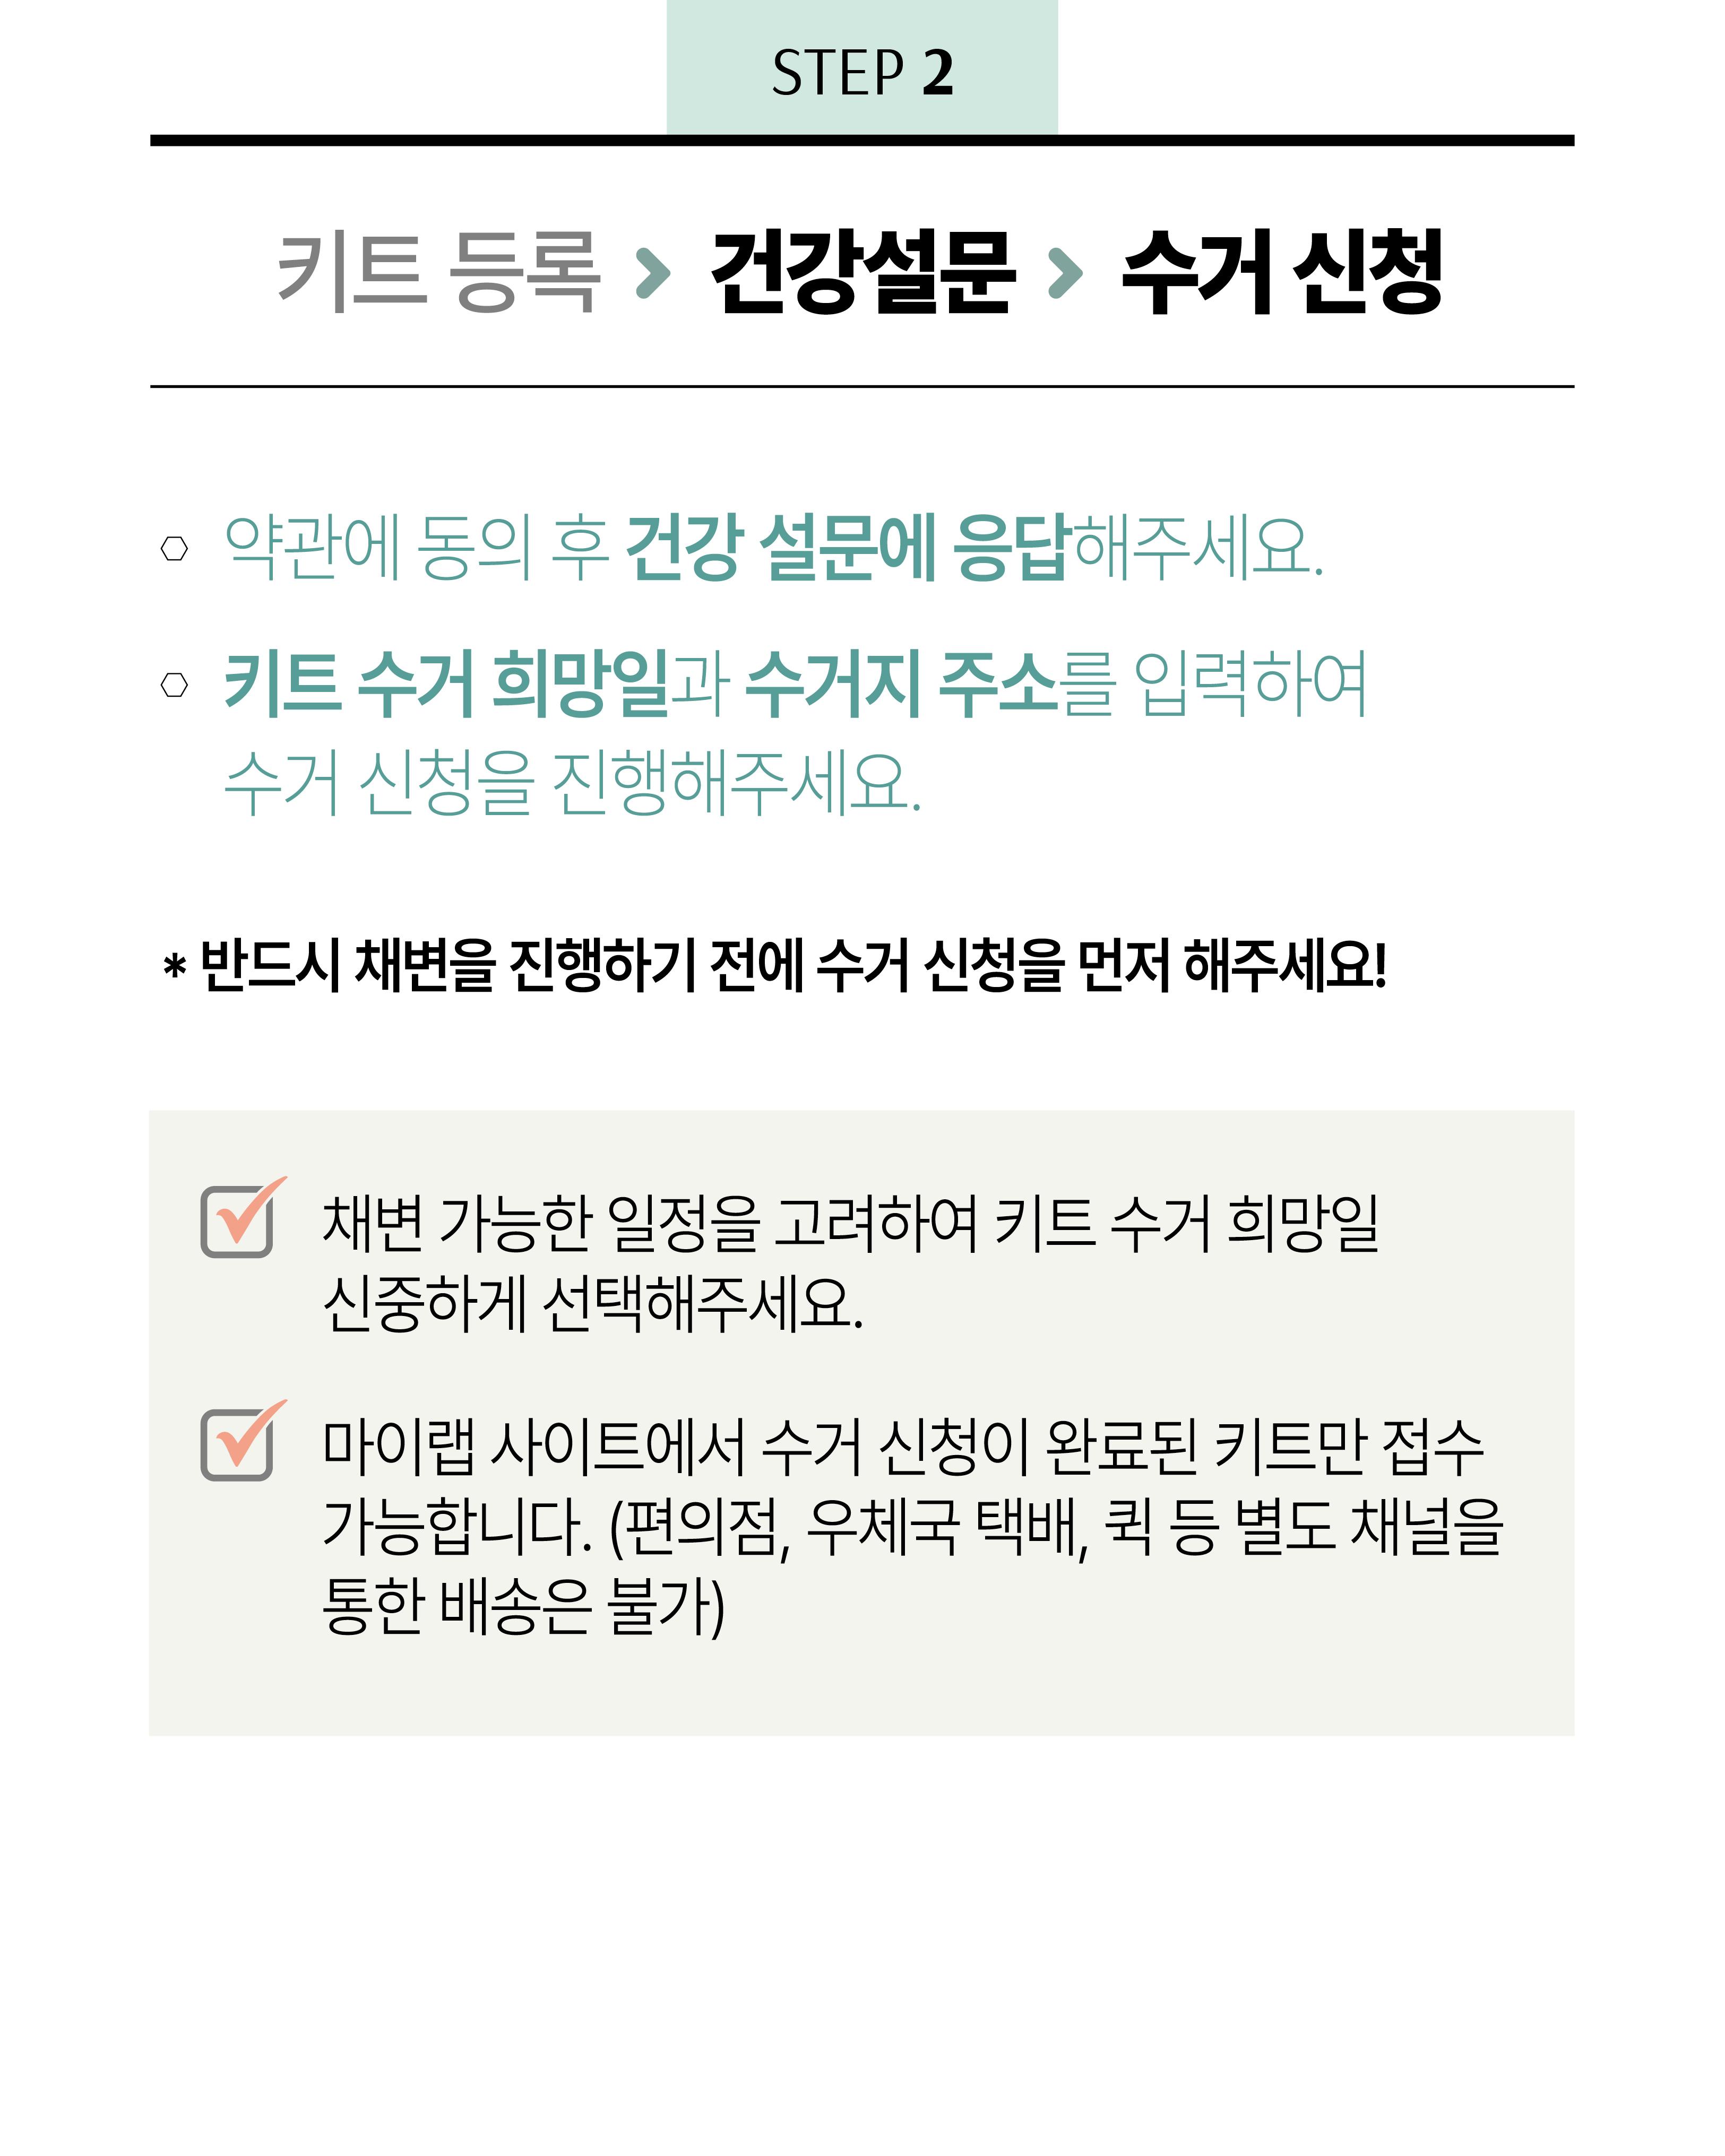 STEP 2
키트 등록 > 건강설문 > 수거 신청
약관에 동의 후 건강 설문에 응답해주세요.
키트 수거 희망일과 수거지 주소를 입력하여
수거 신청을 진행해주세요.
* 반드시 채변을 진행하기 전에 수거 신청을 먼저 해주세요!
채변 가능한 일정을 고려하여 키트 수거 희망일
신중하게 선택해주세요.
마이랩 사이트에서 수거 신청이 완료된 키트만 접수
가능합니다. (편의점, 우체국 택배, 퀵 등 별도 채널을
통한 배송은 불가)